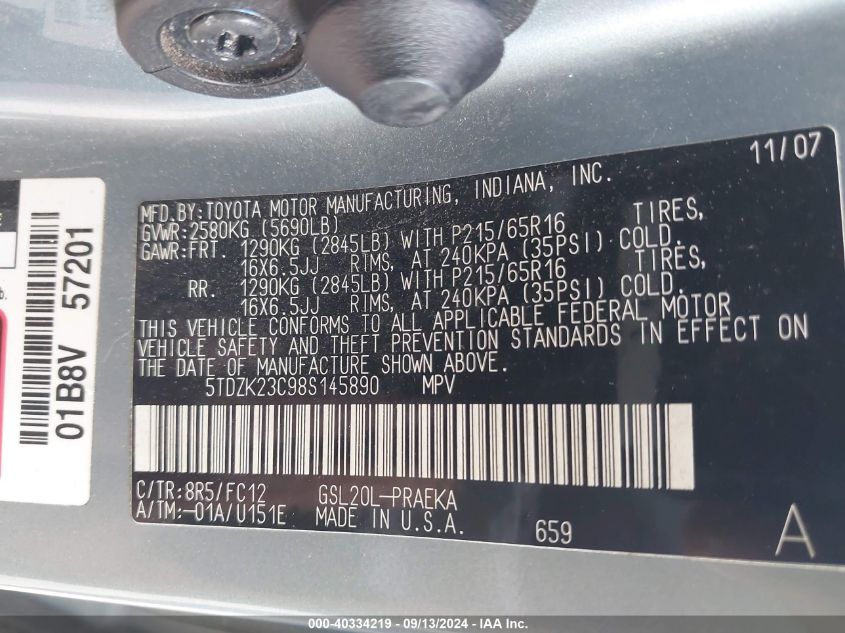 11/07
MFD.BY:TOYOTA MOTOR MANUFACTURING, INDIANA, INC.
GVWR:2580KG (5690LB)
GAWR:FRT. 1290KG (2845LB) WITH P215/65R16 TIRES,
16X6.5JJ RIMS, AT 240KPA (35PSI) COLD.
RR. 1290KG (2845LB) WITH P215/65R16 TIRES,
16X6.5JJ RIMS, AT 240KPA (35PSI) COLD.
THIS VEHICLE CONFORMS TO ALL APPLICABLE FEDERAL MOTOR
VEHICLE SAFETY AND THEFT PREVENTION STANDARDS IN EFFECT ON
THE DATE OF MANUFACTURE SHOWN ABOVE.
5TDZK23C98S145890 MPV
C/TR:8R5/FC12 GSL20L-PRAEKA
A/TM:-01A/U151E MADE IN U.S.A.
659
A
01B8V 57201
000-40334219 - 09/13/2024 - IAA Inc.